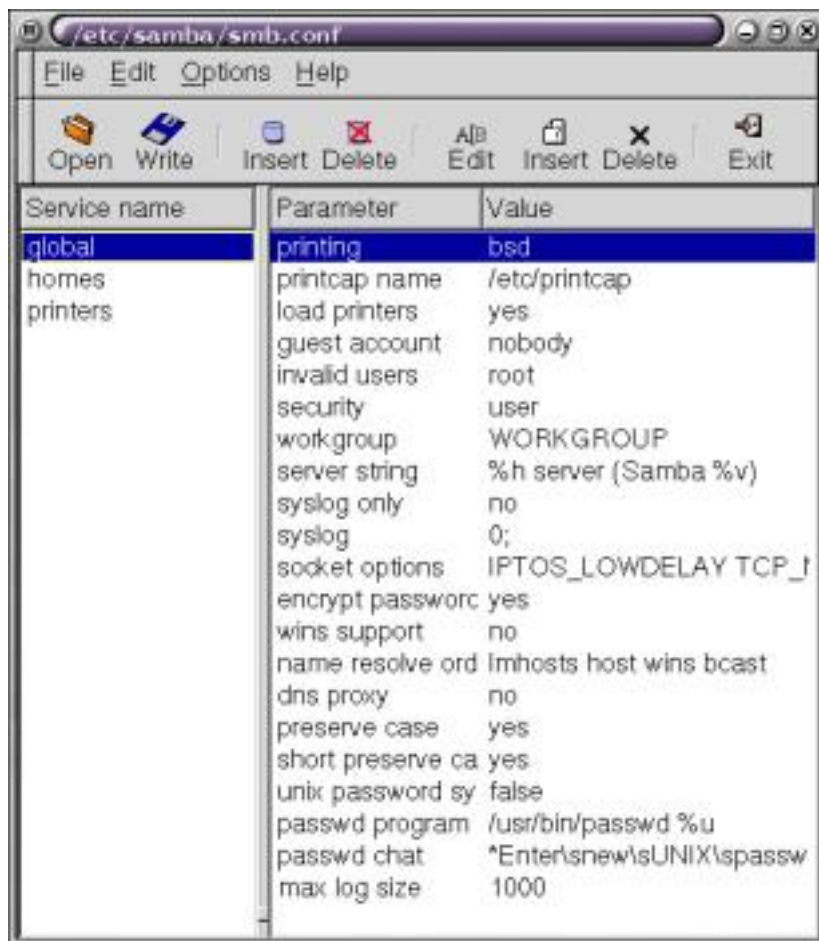 /etc/samba/smb.conf
File Edit Options Help
Open Write Insert Delete Edit Insert Delete Exit
Service name Parameter Value
global printing bsd
homes printcap name /etc/printcap
printers load printers yes
guest account nobody
invalid users root
security user
workgroup WORKGROUP
server string %h server (Samba %v)
syslog only no
syslog 0;
socket options IPTOS_LOWDELAY TCP_
encrypt passworc yes
wins support no
name resolve ord lmhosts host wins bcast
dns proxy no
preserve case yes
short preserve ca yes
unix password sy false
passwd program /usr/bin/passwd %u
passwd chat *Enter\snew\sUNIX\spassw
max log size 1000